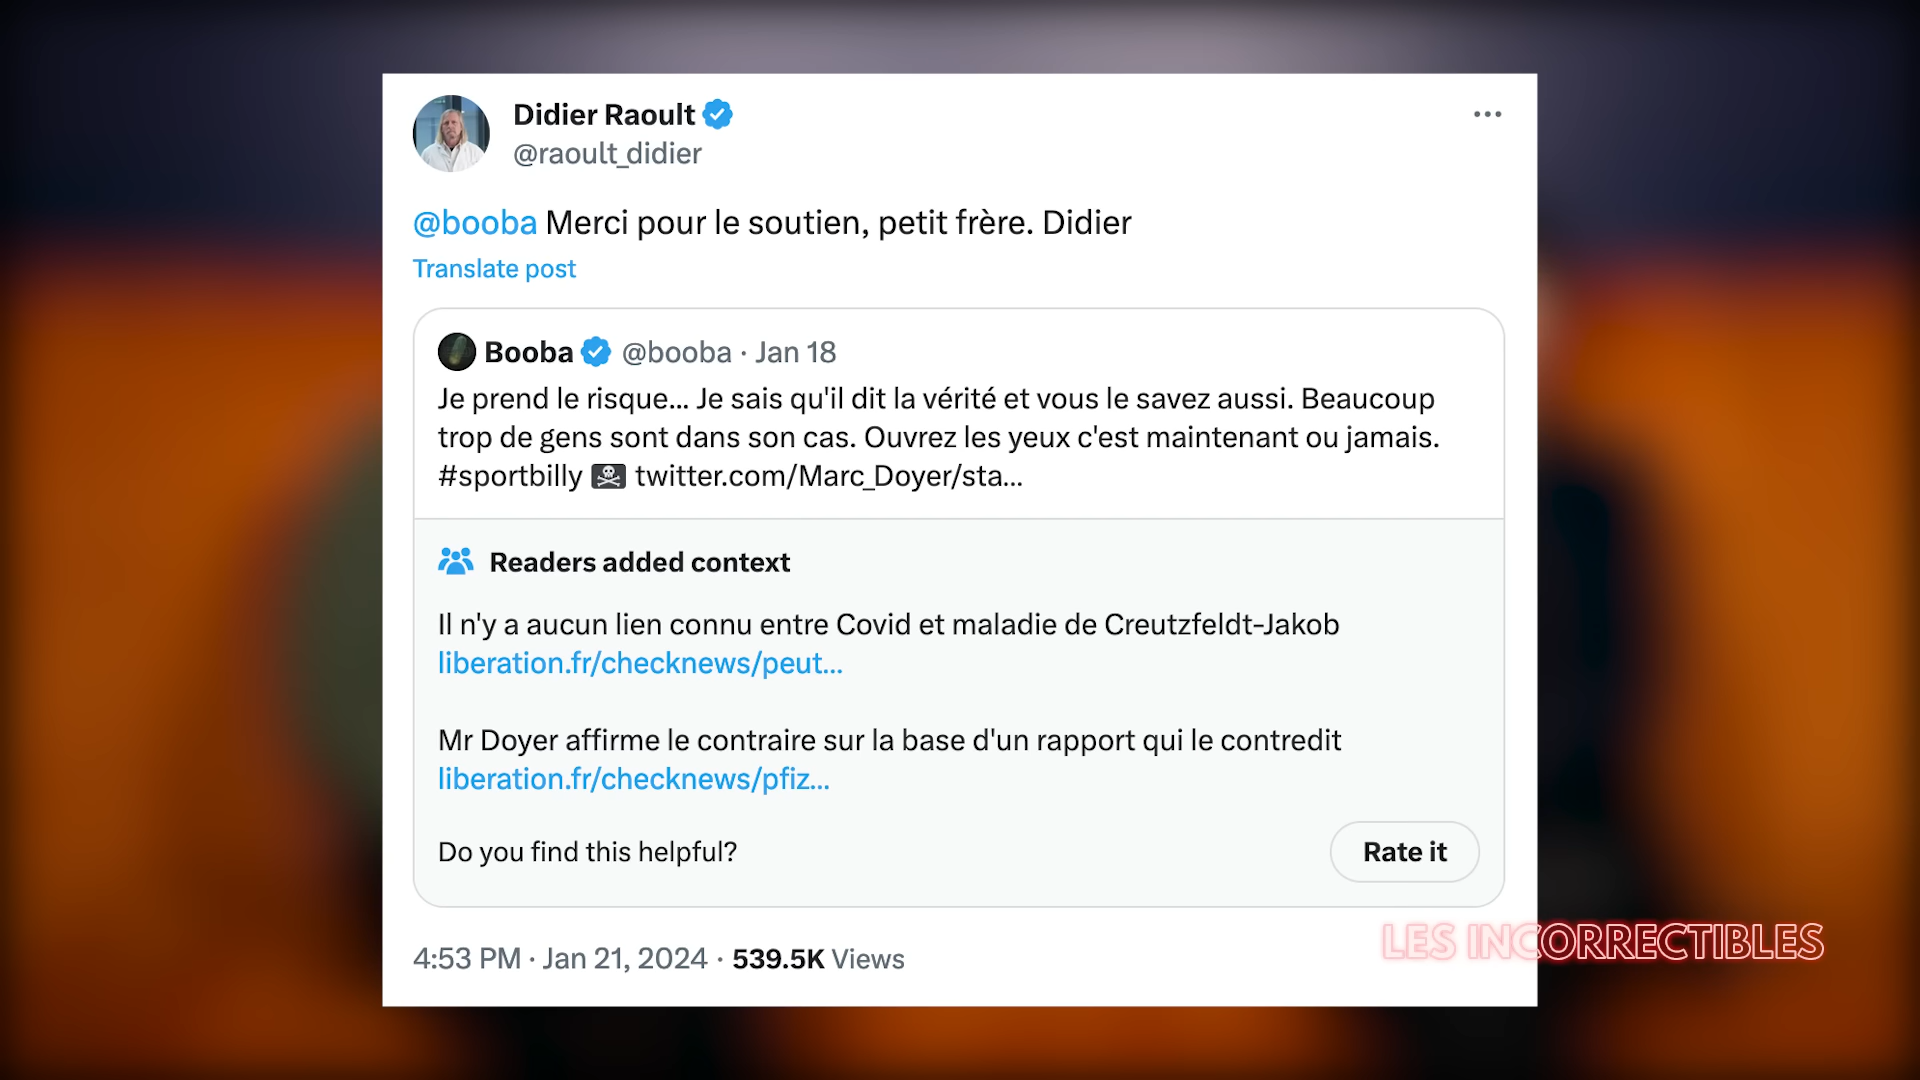 Didier Raoult
@raoult_didier
@booba Merci pour le soutien, petit frère. Didier
Translate post
Booba @booba · Jan 18
Je prend le risque... Je sais qu'il dit la vérité et vous le savez aussi. Beaucoup
trop de gens sont dans son cas. Ouvrez les yeux c'est maintenant ou jamais.
#sportbilly 🏴‍☠️ twitter.com/Marc_Doyer/sta...
Readers added context
Il n'y a aucun lien connu entre Covid et maladie de Creutzfeldt-Jakob
liberation.fr/checknews/peut...
Mr Doyer affirme le contraire sur la base d'un rapport qui le contredit
liberation.fr/checknews/pfiz...
Do you find this helpful?
Rate it
4:53 PM · Jan 21, 2024 · 539.5K Views
LES INCORRECTIBLES